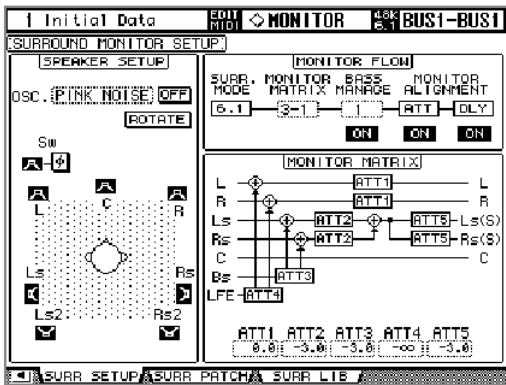 1 Initial Data EDIT MIDI MONITOR 48K 6.1 BUS1-BUS1
SURROUND MONITOR SETUP
SPEAKER SETUP
OSC. PINK NOISE OFF
ROTATE
Sw
ϕ
L C R
Ls Rs
Ls2 Rs2
MONITOR FLOW
SURR. MODE MONITOR MATRIX BASS MANAGE MONITOR ALIGNMENT
6.1 3-1 1 ATT DLY
ON ON ON
MONITOR MATRIX
L ATT1 L
R ATT1 R
Ls ATT2 ATT5 Ls(S)
Rs ATT2 ATT5 Rs(S)
C C
Bs ATT3
LFE ATT4
ATT1 ATT2 ATT3 ATT4 ATT5
0.0 -3.0 -3.0 -∞ -3.0
SURR SETUP SURR PATCH SURR LIB